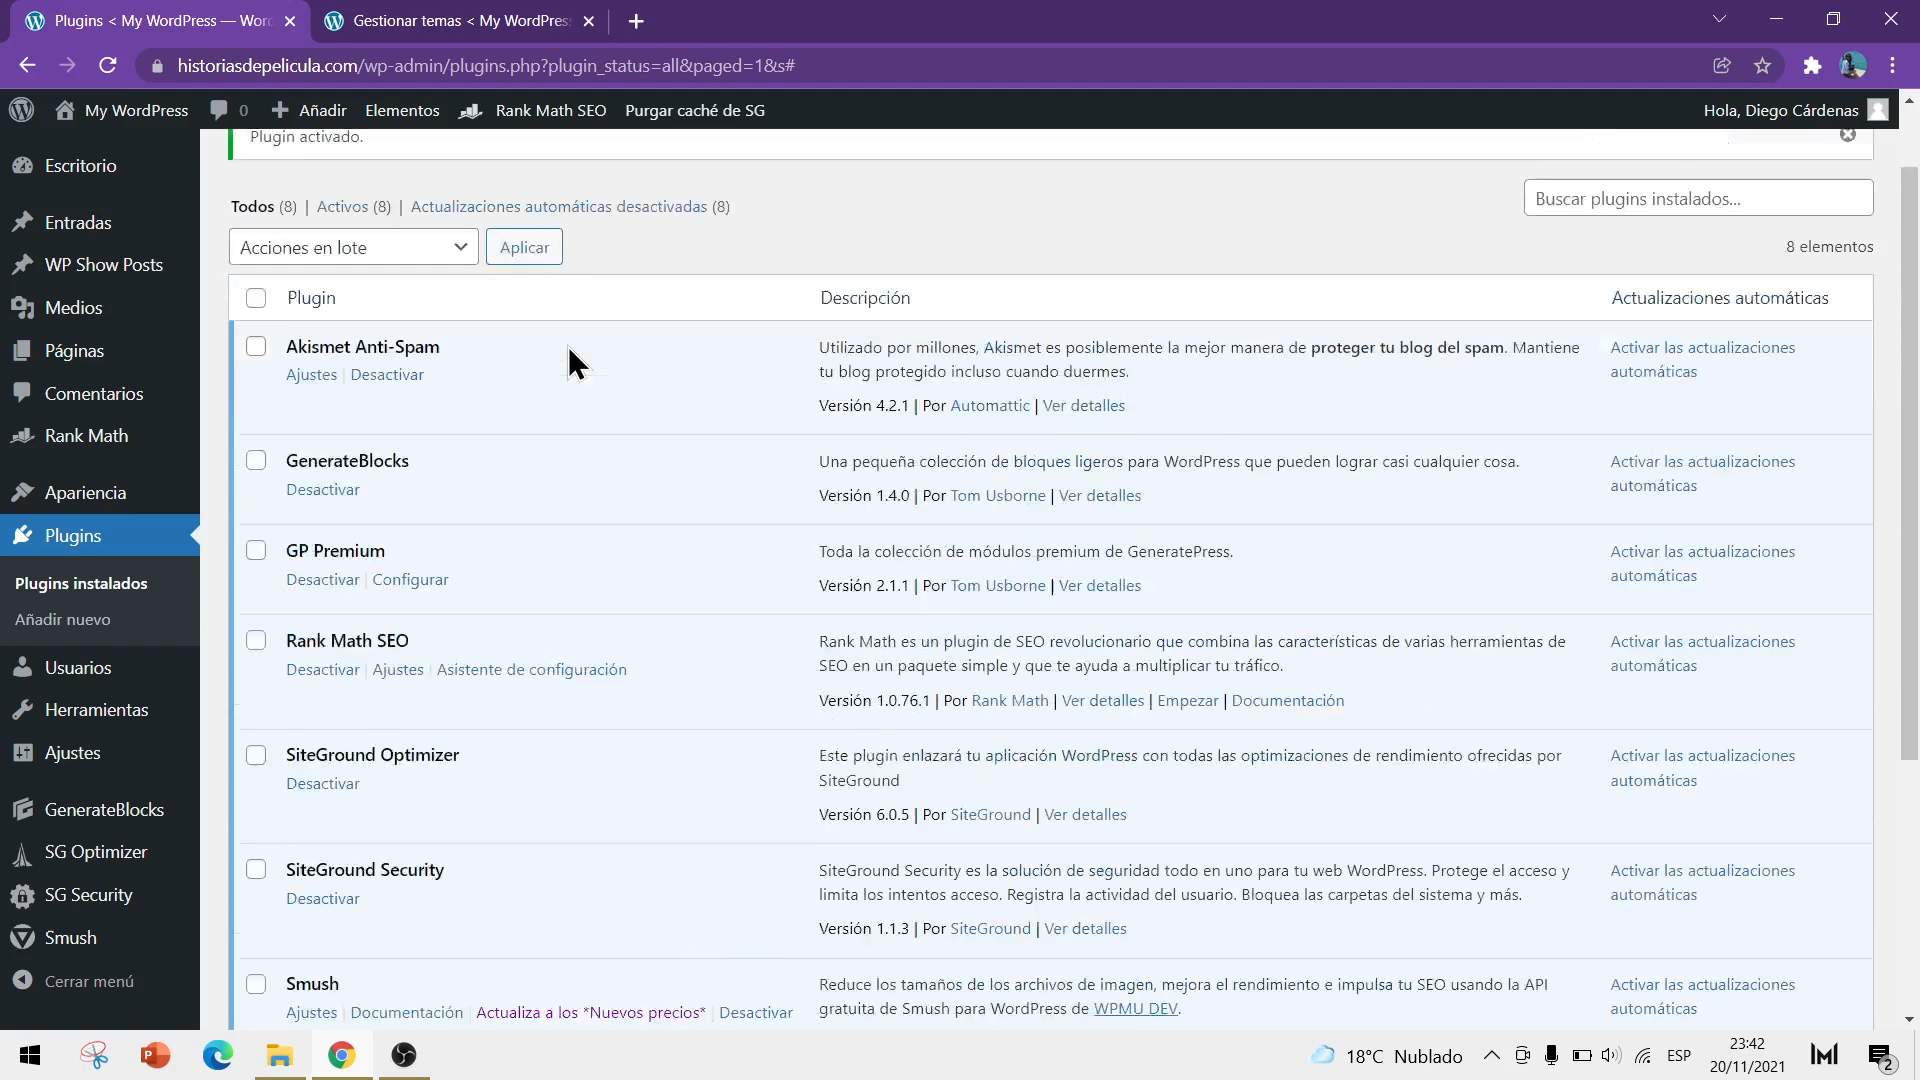 Plugins < My WordPress — Wor
Gestionar temas < My WordPres
historiasdepelicula.com/wp-admin/plugins.php?plugin_status=all&paged=1&s#
My WordPress
0
Añadir
Elementos
Rank Math SEO
Purgar caché de SG
Hola, Diego Cárdenas
Escritorio
Entradas
WP Show Posts
Medios
Páginas
Comentarios
Rank Math
Apariencia
Plugins
Plugins instalados
Añadir nuevo
Usuarios
Herramientas
Ajustes
GenerateBlocks
SG Optimizer
SG Security
Smush
Cerrar menú
Plugin activado.
Todos (8) | Activos (8) | Actualizaciones automáticas desactivadas (8)
Buscar plugins instalados...
Acciones en lote
Aplicar
8 elementos
Plugin
Descripción
Actualizaciones automáticas
Akismet Anti-Spam
Ajustes | Desactivar
Utilizado por millones, Akismet es posiblemente la mejor manera de proteger tu blog del spam. Mantiene
tu blog protegido incluso cuando duermes.
Versión 4.2.1 | Por Automattic | Ver detalles
Activar las actualizaciones
automáticas
GenerateBlocks
Desactivar
Una pequeña colección de bloques ligeros para WordPress que pueden lograr casi cualquier cosa.
Versión 1.4.0 | Por Tom Usborne | Ver detalles
Activar las actualizaciones
automáticas
GP Premium
Desactivar | Configurar
Toda la colección de módulos premium de GeneratePress.
Versión 2.1.1 | Por Tom Usborne | Ver detalles
Activar las actualizaciones
automáticas
Rank Math SEO
Desactivar | Ajustes | Asistente de configuración
Rank Math es un plugin de SEO revolucionario que combina las características de varias herramientas de
SEO en un paquete simple y que te ayuda a multiplicar tu tráfico.
Versión 1.0.76.1 | Por Rank Math | Ver detalles | Empezar | Documentación
Activar las actualizaciones
automáticas
SiteGround Optimizer
Desactivar
Este plugin enlazará tu aplicación WordPress con todas las optimizaciones de rendimiento ofrecidas por
SiteGround
Versión 6.0.5 | Por SiteGround | Ver detalles
Activar las actualizaciones
automáticas
SiteGround Security
Desactivar
SiteGround Security es la solución de seguridad todo en uno para tu web WordPress. Protege el acceso y
limita los intentos acceso. Registra la actividad del usuario. Bloquea las carpetas del sistema y más.
Versión 1.1.3 | Por SiteGround | Ver detalles
Activar las actualizaciones
automáticas
Smush
Ajustes | Documentación | Actualiza a los *Nuevos precios* | Desactivar
Reduce los tamaños de los archivos de imagen, mejora el rendimiento e impulsa tu SEO usando la API
gratuita de Smush para WordPress de WPMU DEV.
Activar las actualizaciones
automáticas
18°C Nublado
ESP
23:42
20/11/2021
2